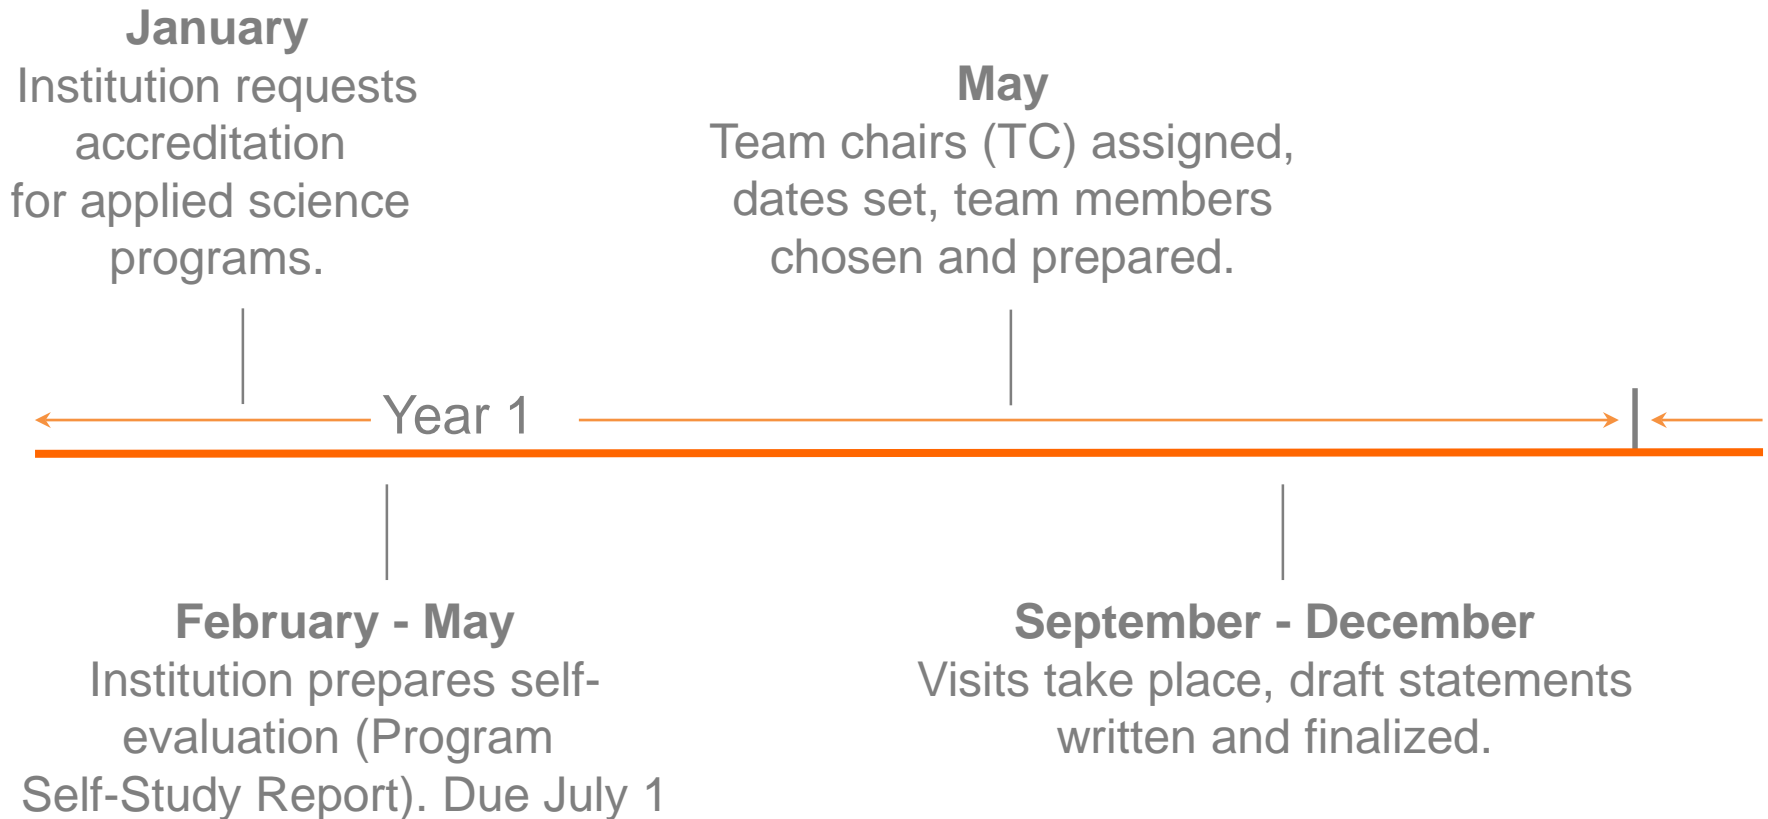 January
Institution requests
accreditation
for applied science
programs.
May
Team chairs (TC) assigned,
dates set, team members
chosen and prepared.
Year 1
February - May
Institution prepares self-
evaluation (Program
Self-Study Report). Due July 1
September - December
Visits take place, draft statements
written and finalized.